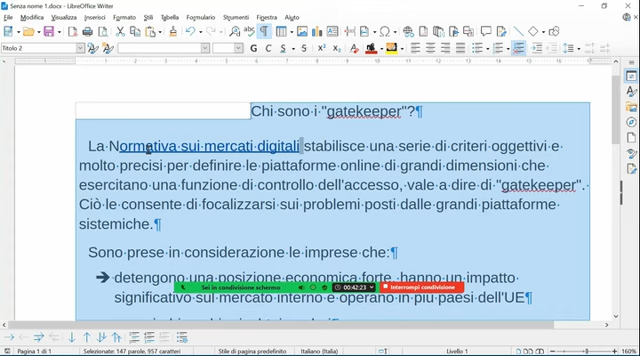 Senza nome 1.docx - LibreOffice Writer
File Modifica Visualizza Inserisci Formato Stili Tabella Formulario Strumenti Finestra Aiuto
Titolo 2
Chi·sono·i·"gatekeeper"?¶
La·Normativa·sui·mercati·digitali·stabilisce·una·serie·di·criteri·oggettivi·e·
molto·precisi·per·definire·le·piattaforme·online·di·grandi·dimensioni·che·
esercitano·una·funzione·di·controllo·dell'accesso,·vale·a·dire·di·"gatekeeper".·
Ciò·le·consente·di·focalizzarsi·sui·problemi·posti·dalle·grandi·piattaforme·
sistemiche.¶
Sono·prese·in·considerazione·le·imprese·che:¶
➔ detengono·una·posizione·economica·forte,·hanno·un·impatto·
Sei in condivisione schermo 00:42:23 Interrompi condivisione
significativo·sul·mercato·interno·e·operano·in·più·paesi·dell'UE¶
Pagina 1 di 1 Selezionate: 147 parole, 957 caratteri Stile di pagina predefinito Italiano (Italia) Livello 1 160%